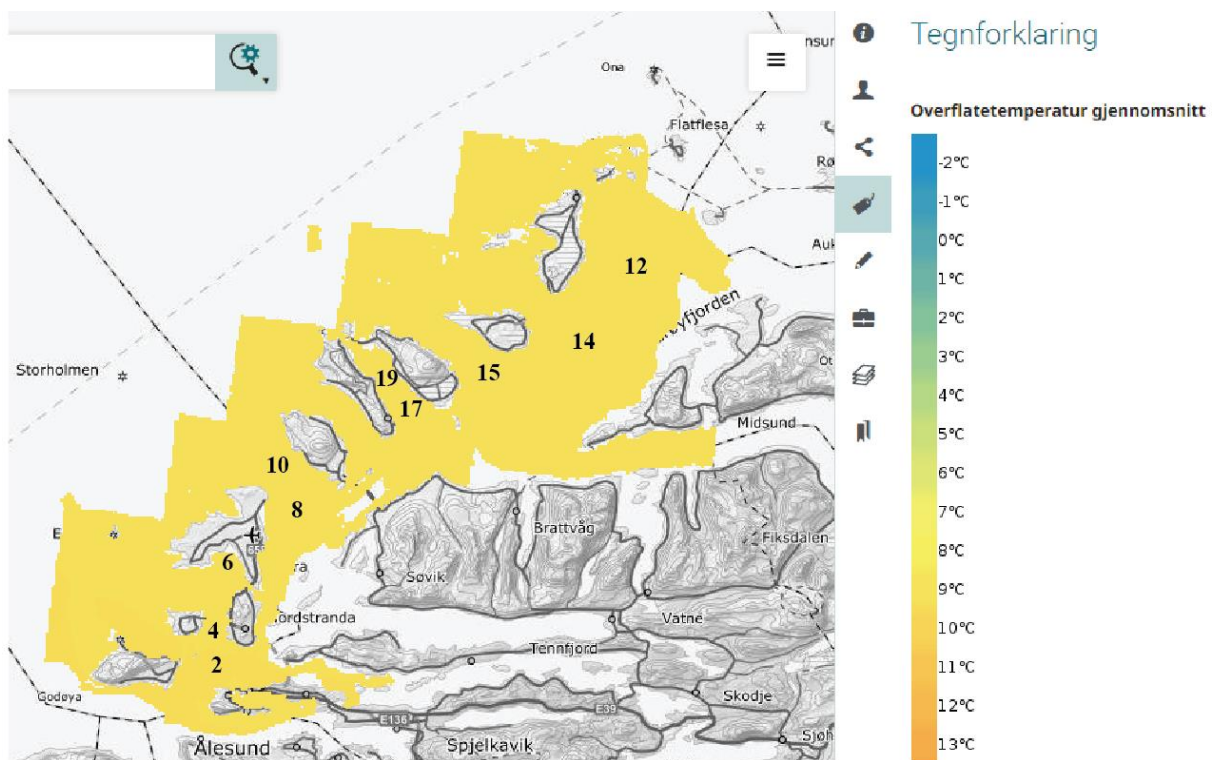 Tegnforklaring
Overflatetemperatur gjennomsnitt
-2°C
-1°C
0°C
1°C
2°C
3°C
4°C
5°C
6°C
7°C
8°C
9°C
10°C
11°C
12°C
13°C
Ona
Flatflesa
12
14
15
19
17
Storholmen
Midsund
10
8
Brattvåg
Fiksdalen
6
Søvik
4
Vatne
2
Tennfjord
Godøya
Skodje
E136
E39
Ålesund
Spjelkavik